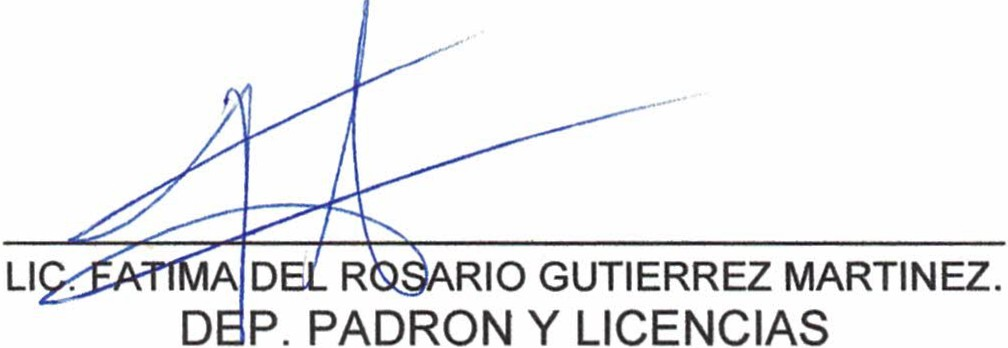 LIC. FATIMA DEL ROSARIO GUTIERREZ MARTINEZ.
DEP. PADRON Y LICENCIAS